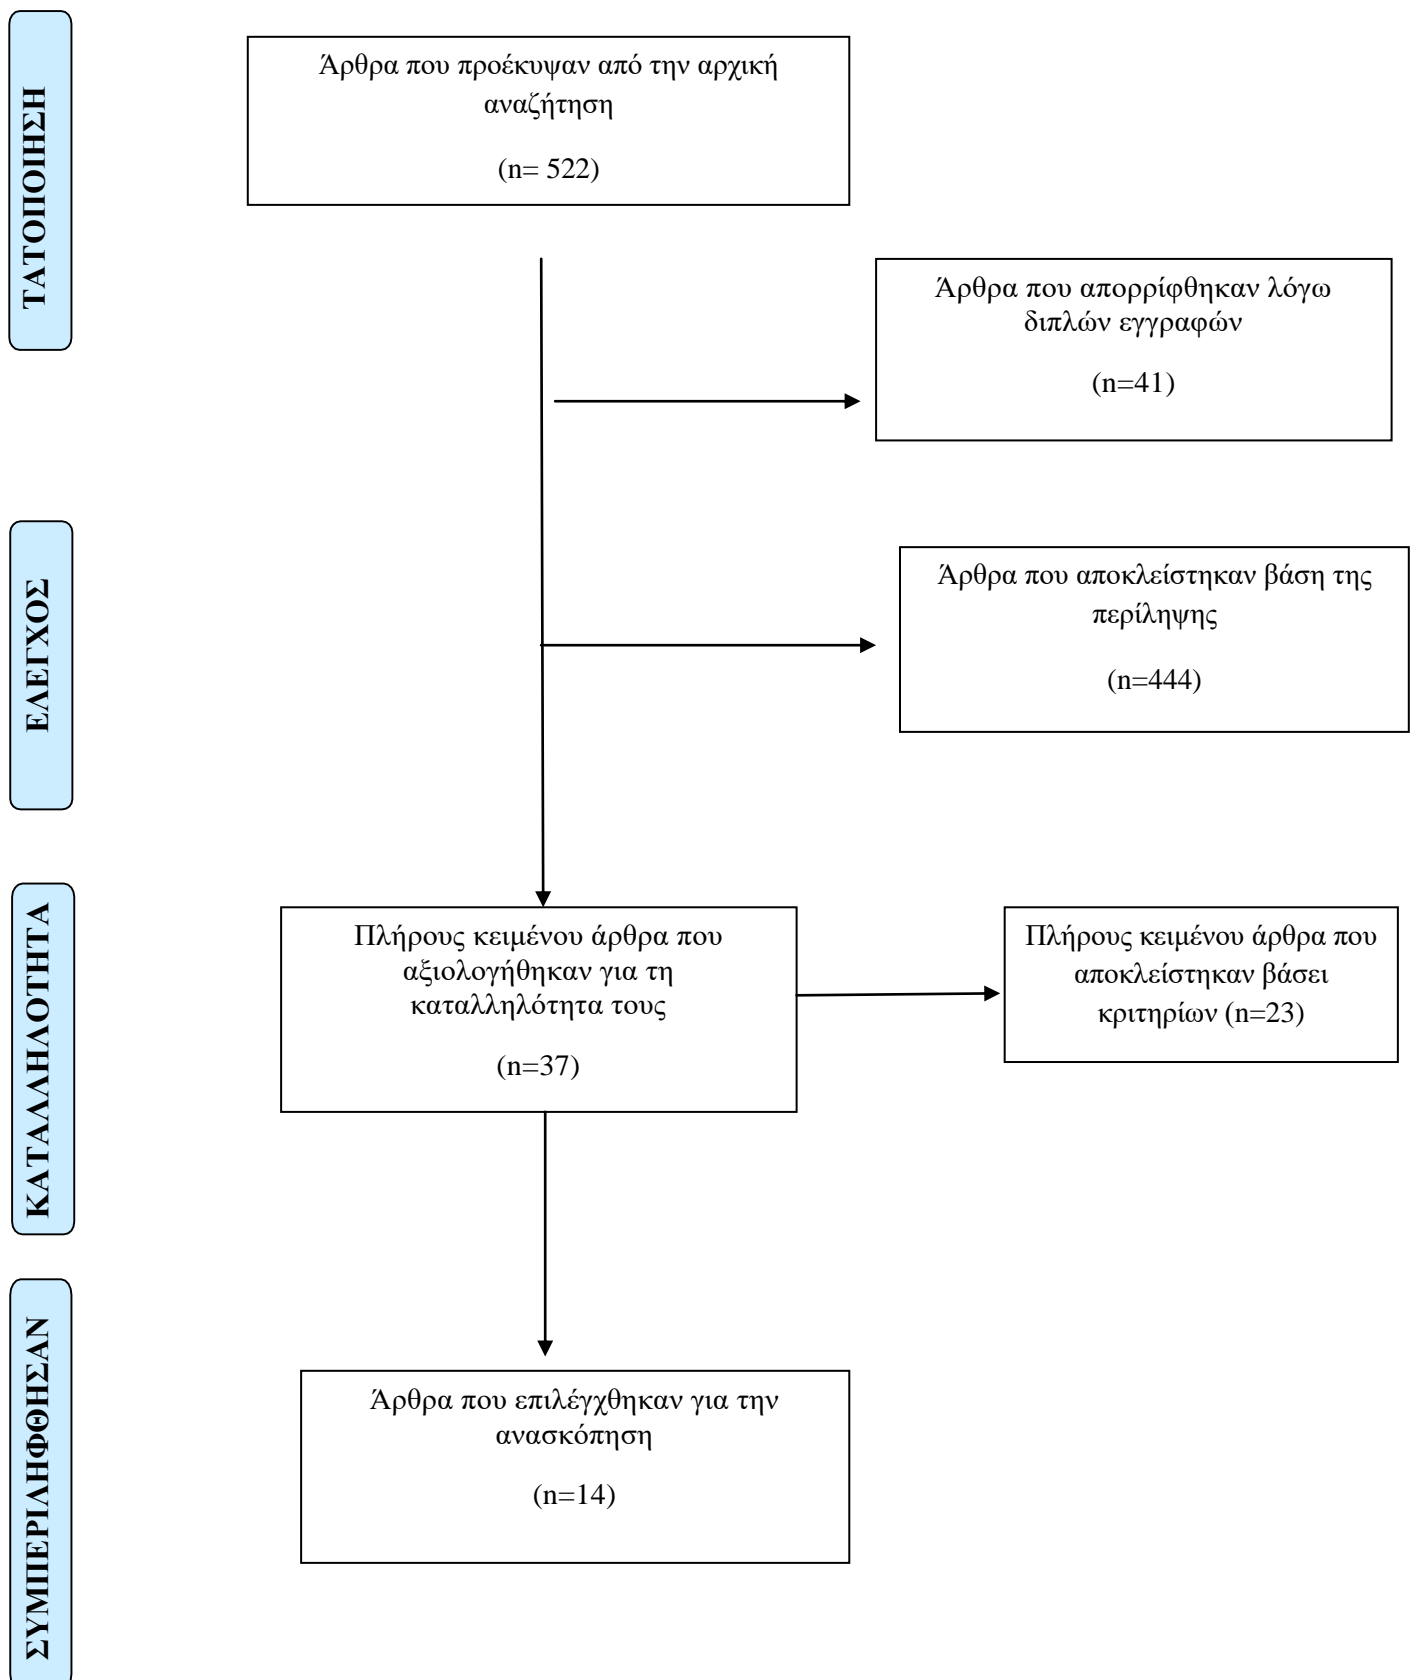 ΤΑΤΟΠΟΙΗΣΗ
Άρθρα που προέκυψαν από την αρχική
αναζήτηση
(n= 522)
Άρθρα που απορρίφθηκαν λόγω
διπλών εγγραφών
(n=41)
ΕΛΕΓΧΟΣ
Άρθρα που αποκλείστηκαν βάση της
περίληψης
(n=444)
ΚΑΤΑΛΛΗΛΟΤΗΤΑ
Πλήρους κειμένου άρθρα που
αξιολογήθηκαν για τη
καταλληλότητα τους
(n=37)
Πλήρους κειμένου άρθρα που
αποκλείστηκαν βάσει
κριτηρίων (n=23)
ΣΥΜΠΕΡΙΛΗΦΘΗΣΑΝ
Άρθρα που επιλέγχθηκαν για την
ανασκόπηση
(n=14)